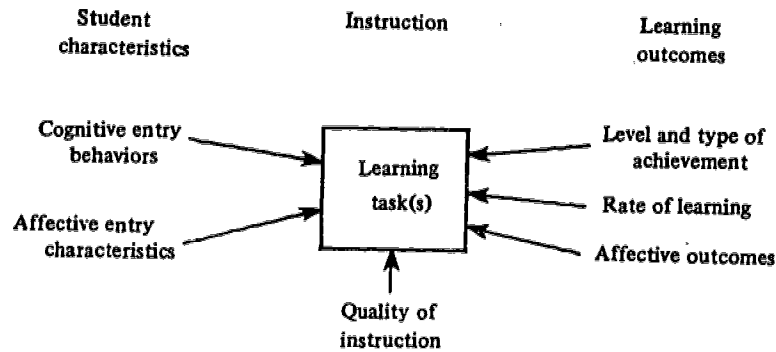 Student
characteristics
Instruction
Learning
outcomes
Cognitive entry
behaviors
Affective entry
characteristics
Learning
task(s)
Quality of
instruction
Level and type of
achievement
Rate of learning
Affective outcomes